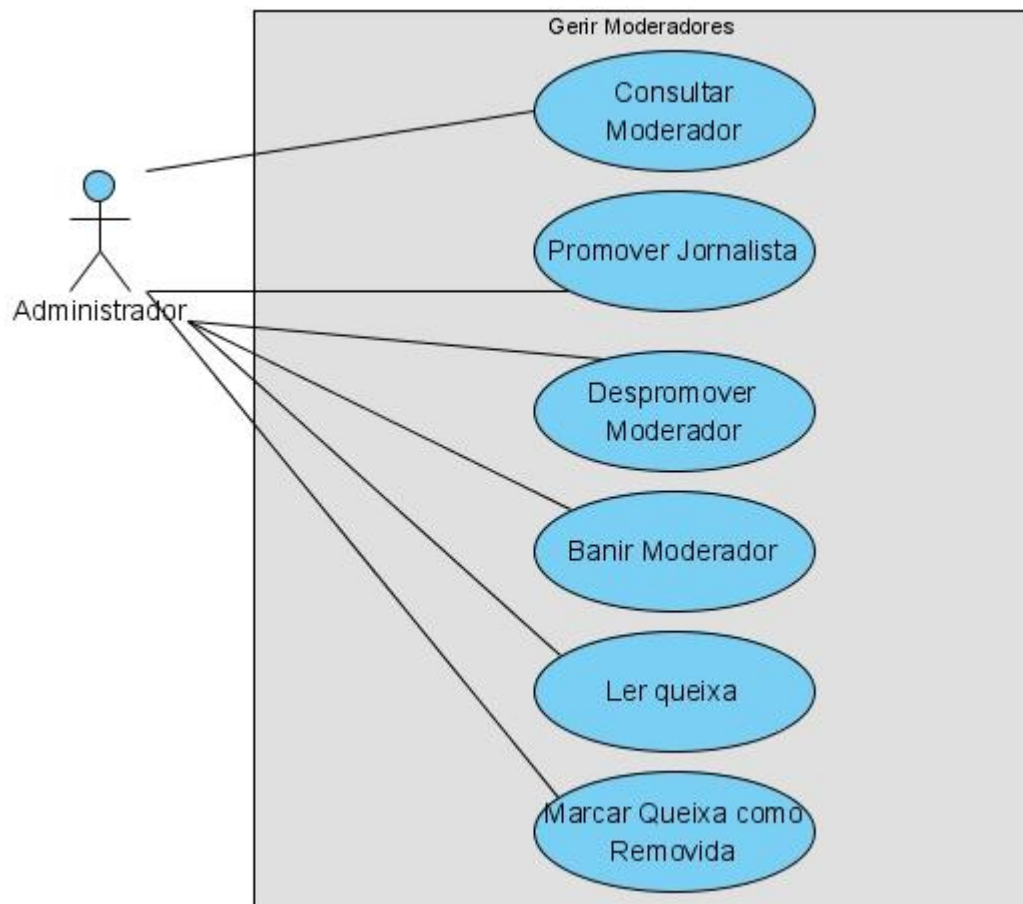 Gerir Moderadores
Consultar
Moderador
Promover Jornalista
Administrador
Despromover
Moderador
Banir Moderador
Ler queixa
Marcar Queixa como
Removida